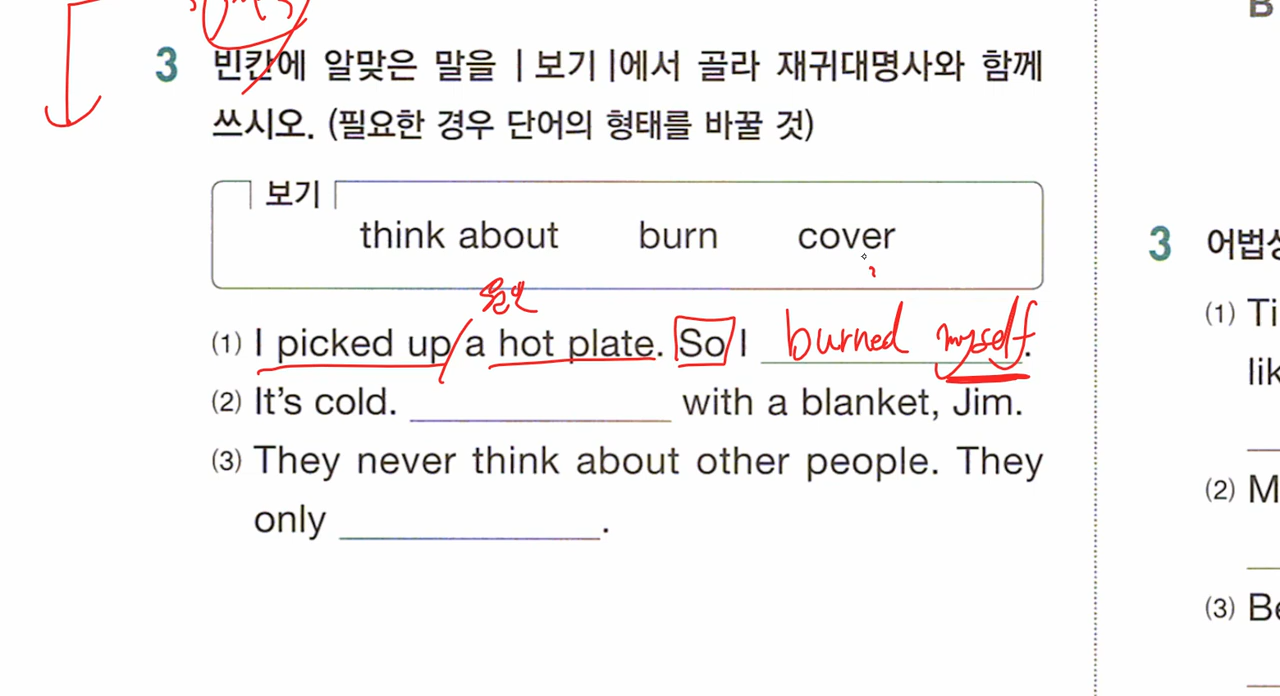 B
3 빈칸에 알맞은 말을 | 보기 |에서 골라 재귀대명사와 함께
쓰시오. (필요한 경우 단어의 형태를 바꿀 것)
보기
think about burn cover
(1) I picked up a hot plate. So I burned myself.
(2) It's cold. ____________ with a blanket, Jim.
(3) They never think about other people. They
only ____________.
3 어법상
(1) Ti
lik
(2) M
(3) Be